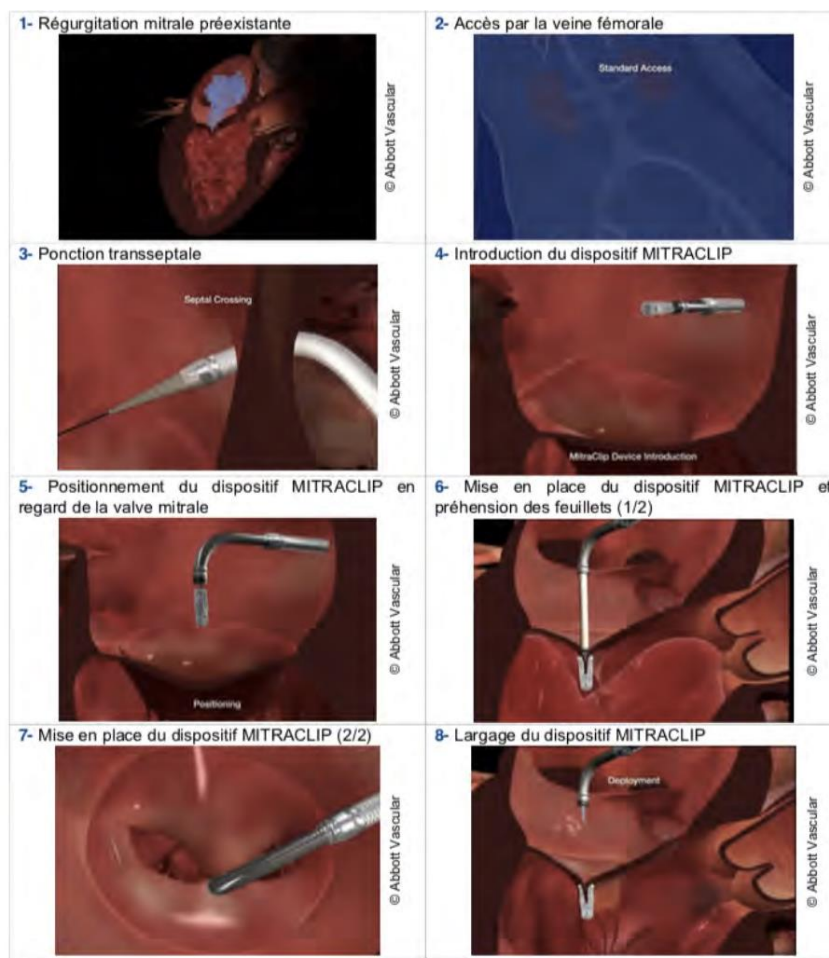 1- Régurgitation mitrale préexistante
© Abbott Vascular
2- Accès par la veine fémorale
Standard Access
© Abbott Vascular
3- Ponction transseptale
Septal Crossing
© Abbott Vascular
4- Introduction du dispositif MITRACLIP
MitraClip Device Introduction
© Abbott Vascular
5- Positionnement du dispositif MITRACLIP en
regard de la valve mitrale
Positioning
© Abbott Vascular
6- Mise en place du dispositif MITRACLIP et
préhension des feuillets (1/2)
© Abbott Vascular
7- Mise en place du dispositif MITRACLIP (2/2)
© Abbott Vascular
8- Largage du dispositif MITRACLIP
Deployment
© Abbott Vascular